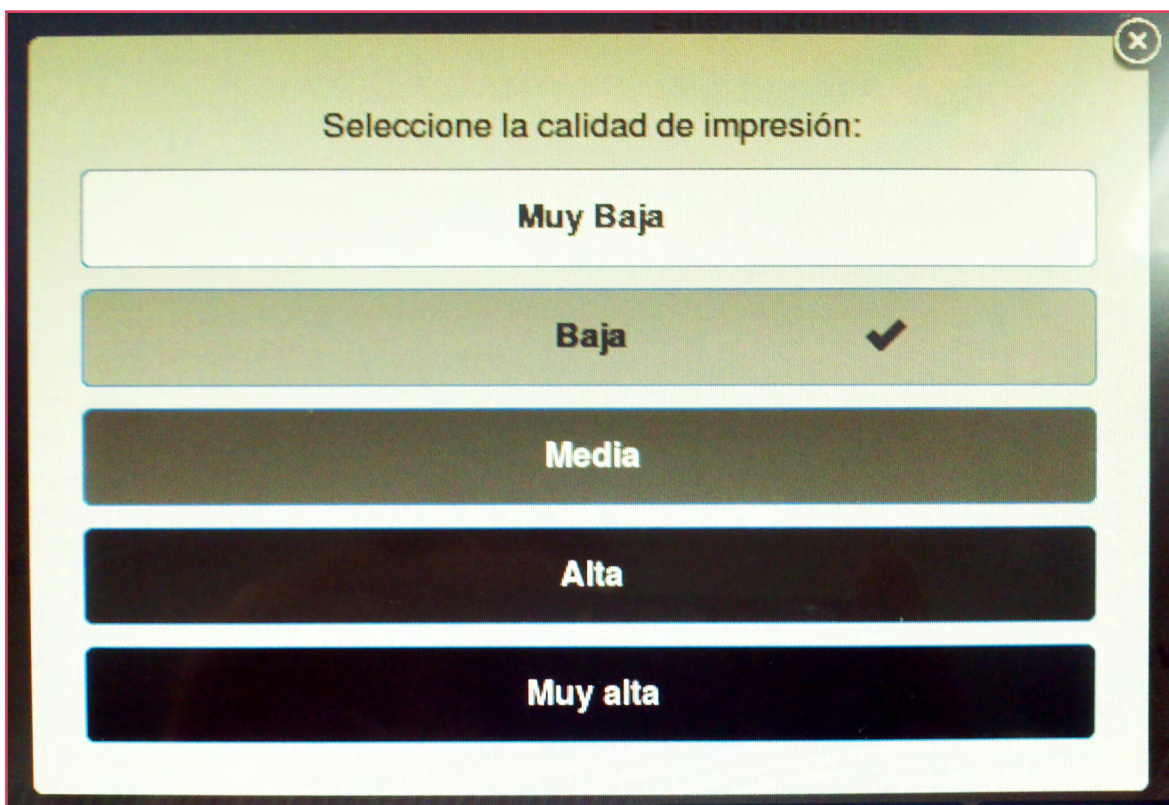 Seleccione la calidad de impresión:
Muy Baja
Baja
Media
Alta
Muy alta